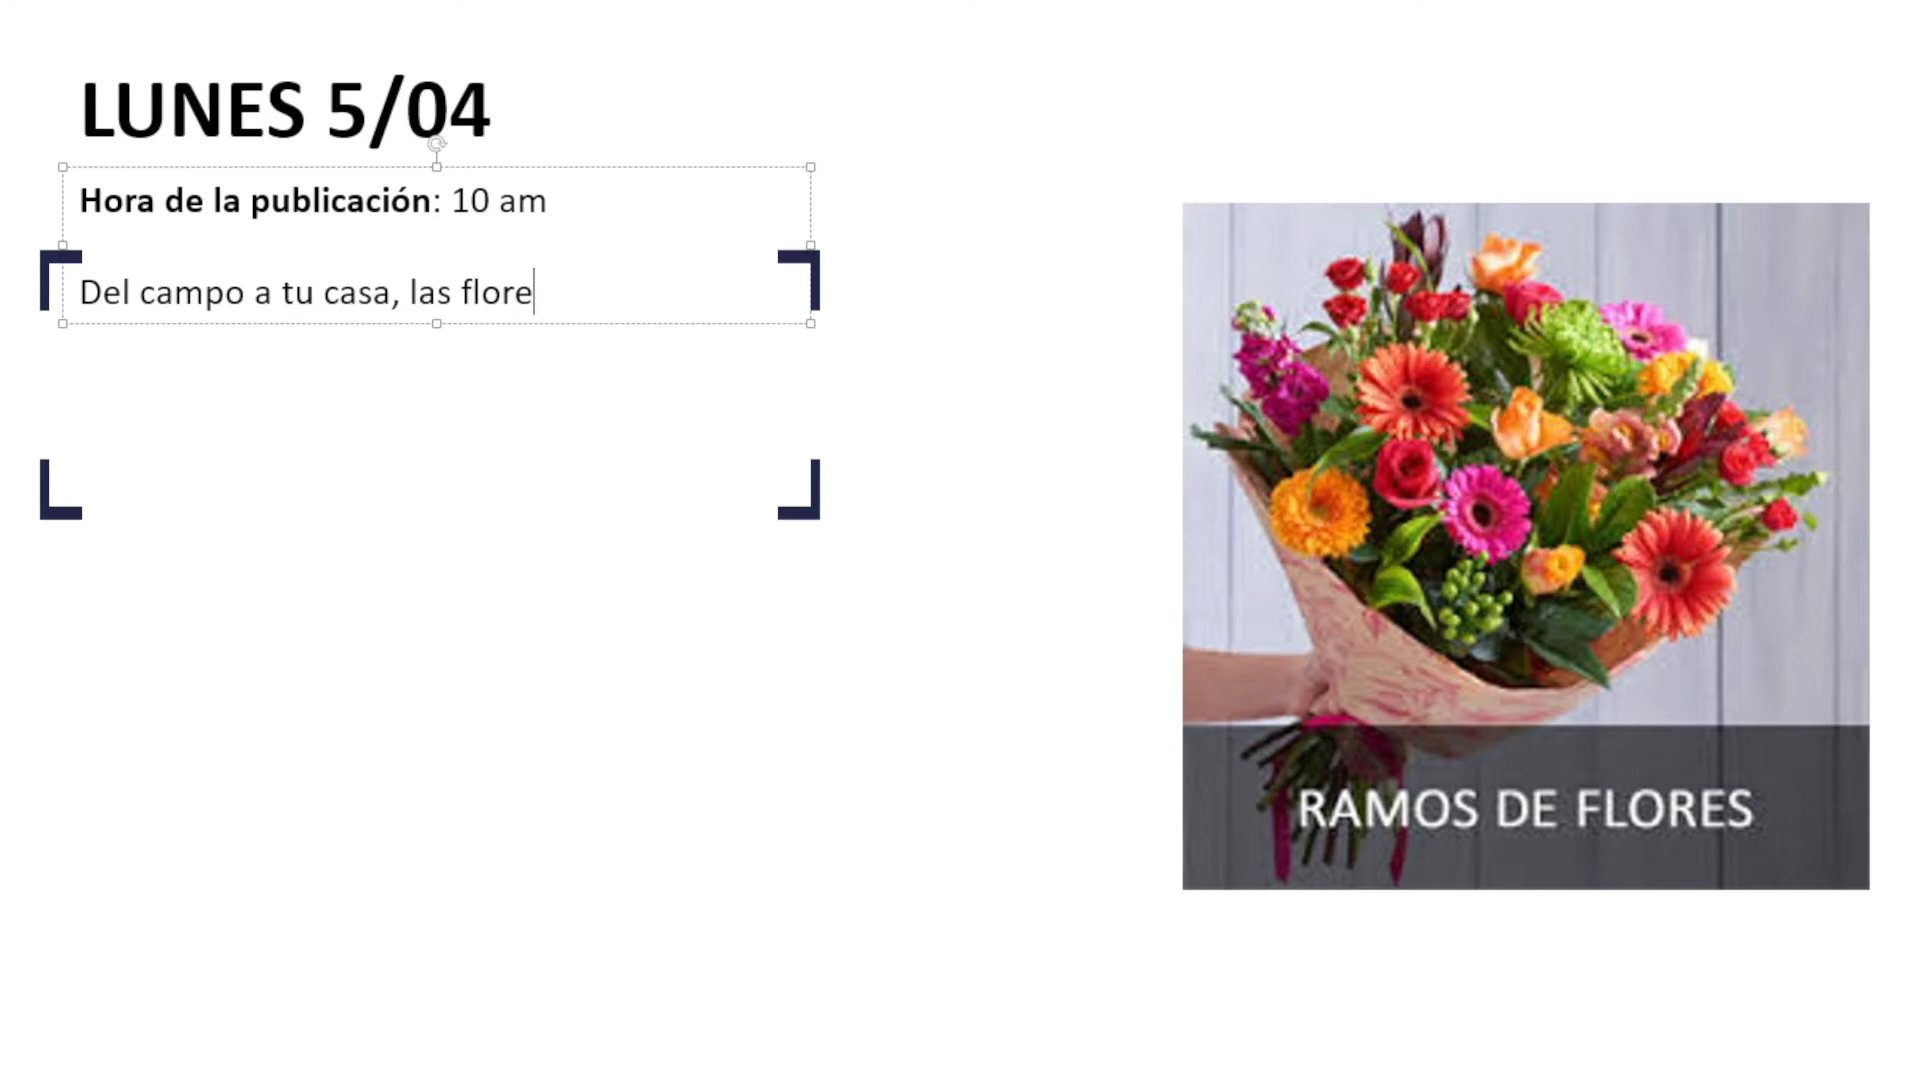 LUNES 5/04
Hora de la publicación: 10 am
Del campo a tu casa, las flore
RAMOS DE FLORES